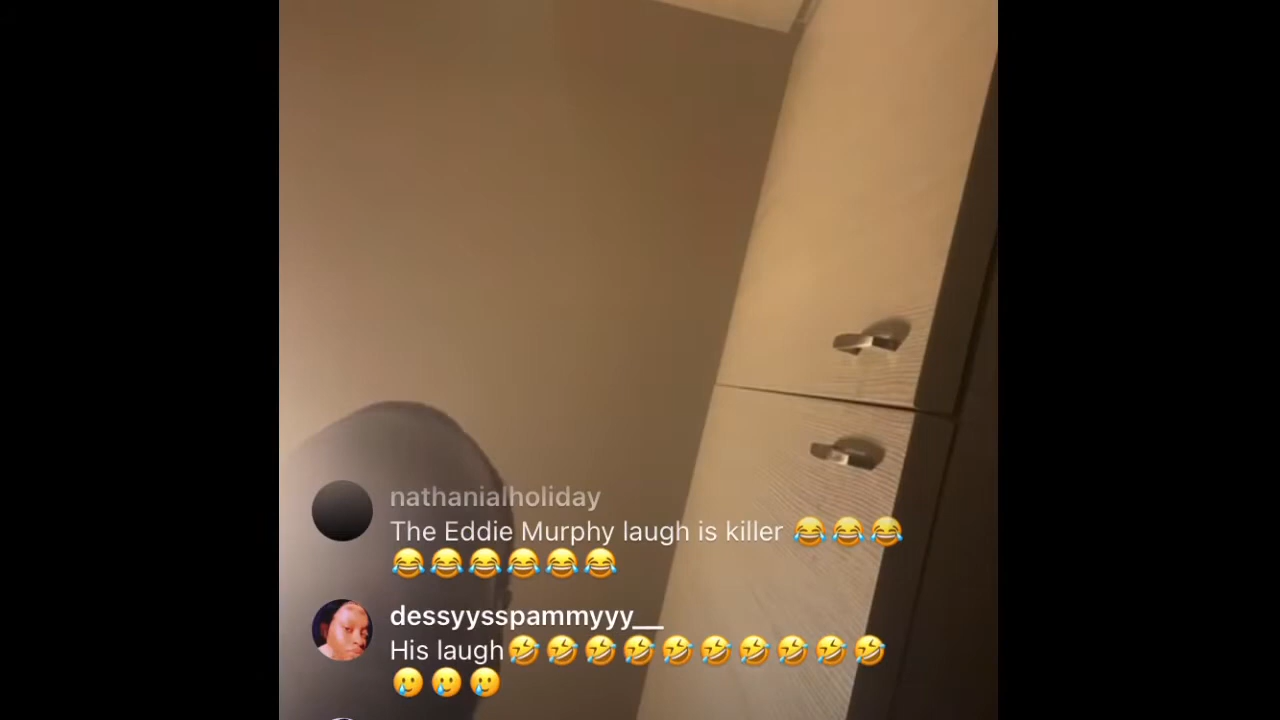 nathanialholiday
The Eddie Murphy laugh is killer 😂😂😂
😂😂😂😂😂😂
dessyysspammyyy__
His laugh🤣🤣🤣🤣🤣🤣🤣🤣🤣🤣
🥲🥲🥲